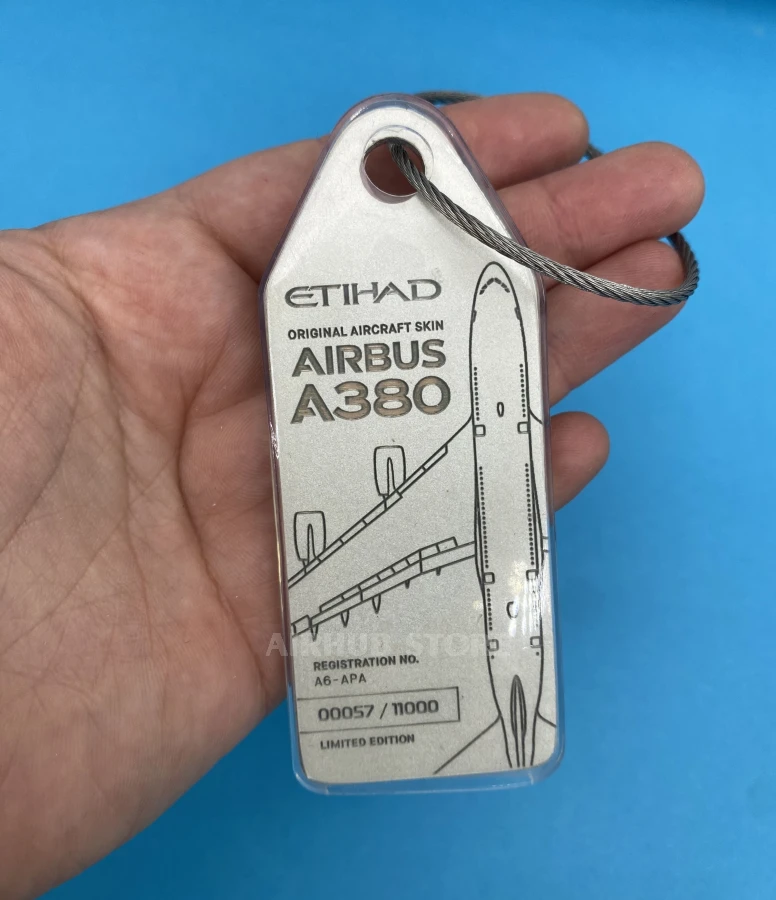 ETIHAD
ORIGINAL AIRCRAFT SKIN
AIRBUS
A380
AIRHUB STORE
REGISTRATION NO.
A6-APA
00057 / 11000
LIMITED EDITION